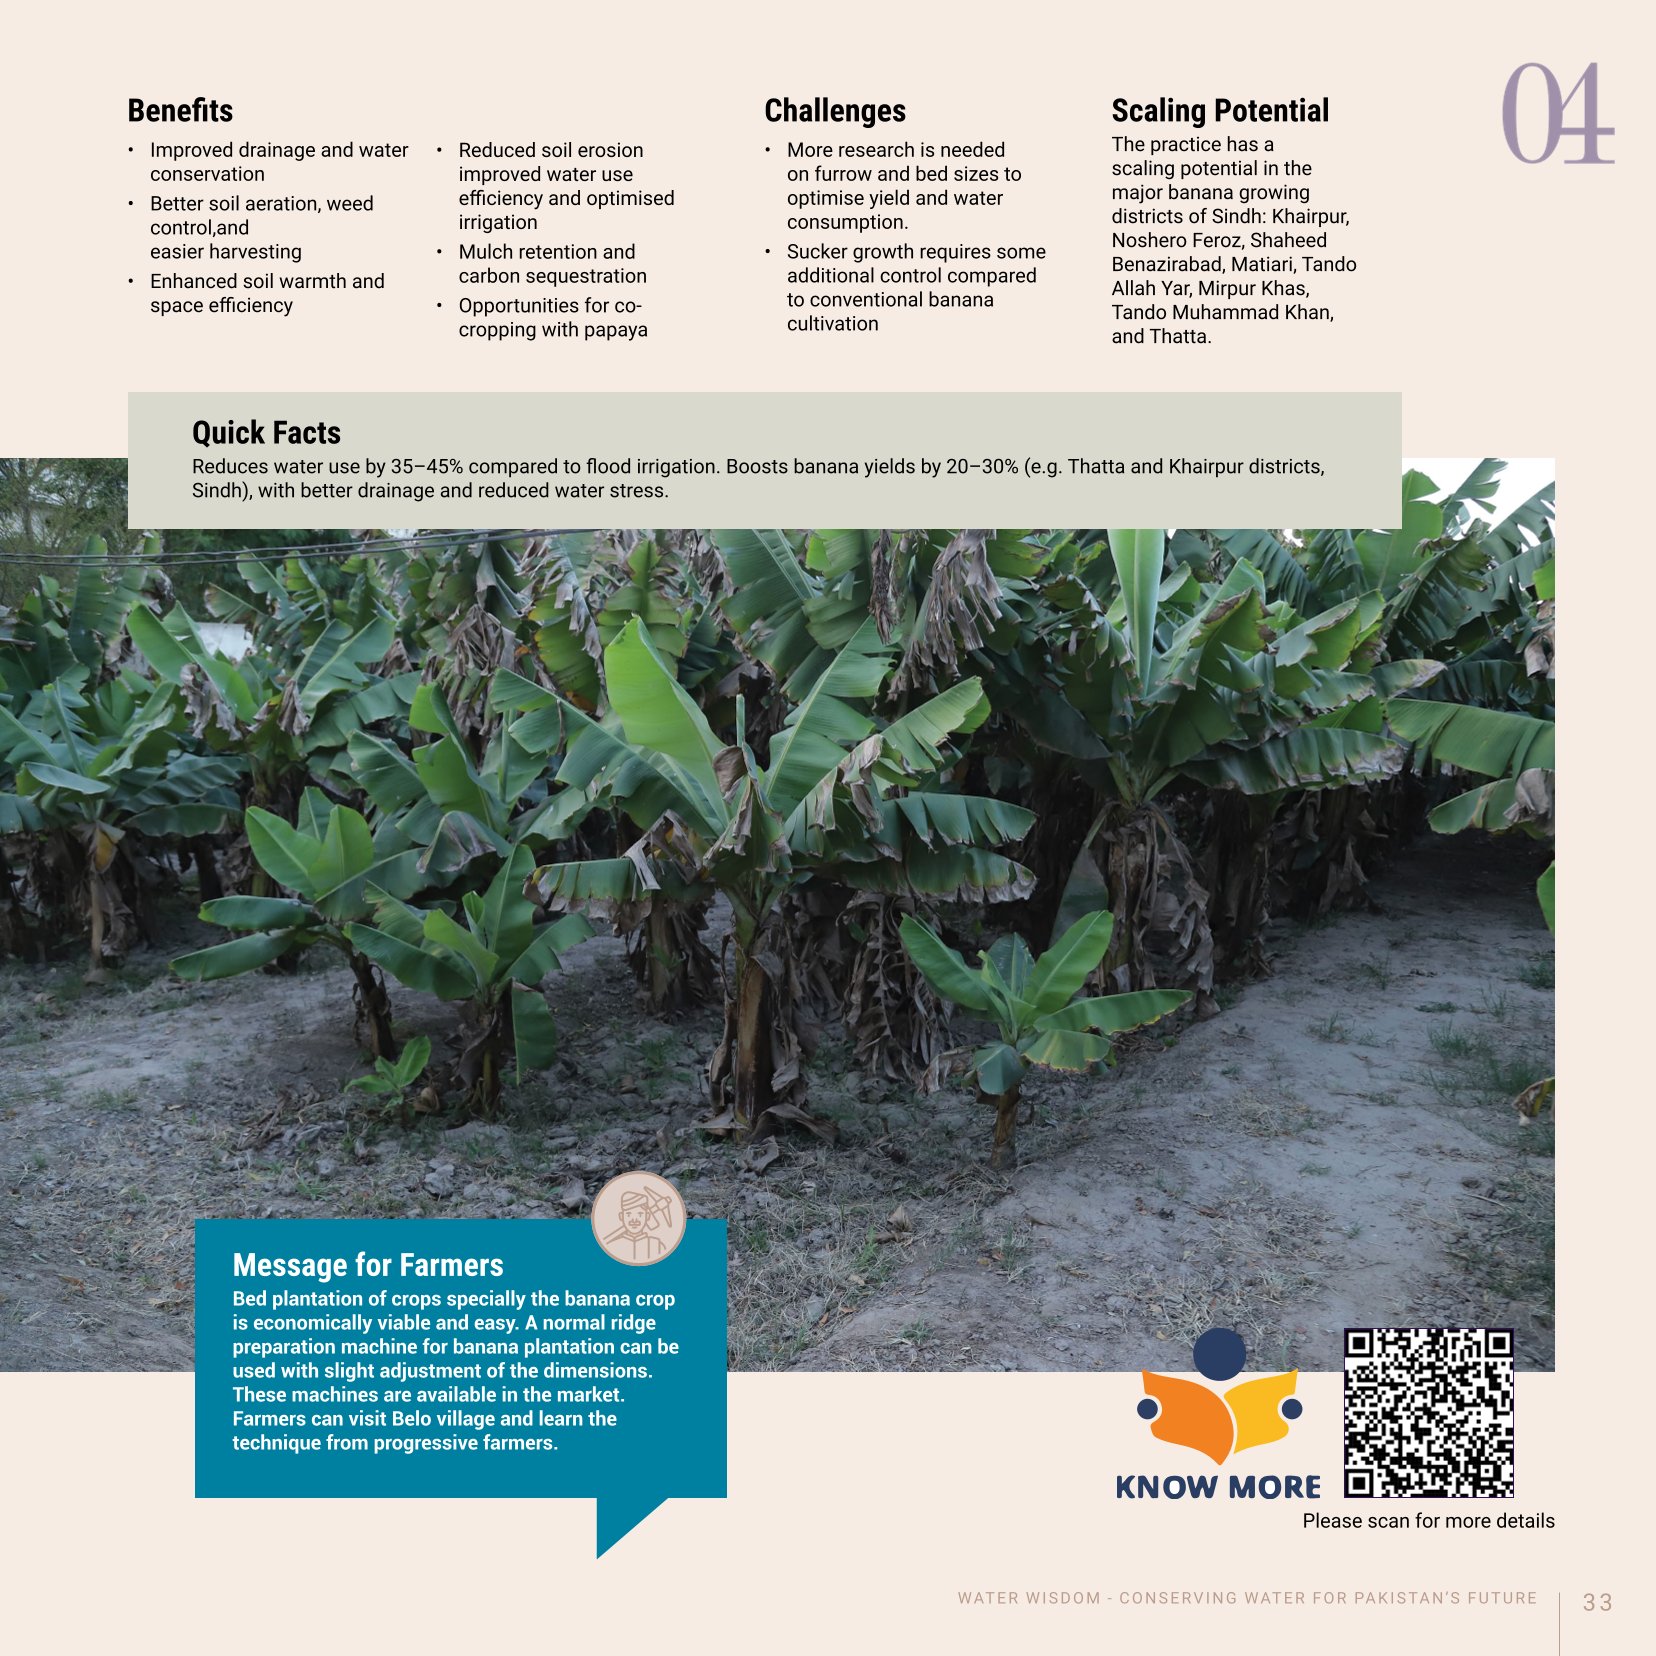 04
Benefits
• Improved drainage and water
conservation
• Better soil aeration, weed
control,and
easier harvesting
• Enhanced soil warmth and
space efficiency
• Reduced soil erosion
improved water use
efficiency and optimised
irrigation
• Mulch retention and
carbon sequestration
• Opportunities for co-
cropping with papaya
Challenges
• More research is needed
on furrow and bed sizes to
optimise yield and water
consumption.
• Sucker growth requires some
additional control compared
to conventional banana
cultivation
Scaling Potential
The practice has a
scaling potential in the
major banana growing
districts of Sindh: Khairpur,
Noshero Feroz, Shaheed
Benazirabad, Matiari, Tando
Allah Yar, Mirpur Khas,
Tando Muhammad Khan,
and Thatta.
Quick Facts
Reduces water use by 35–45% compared to flood irrigation. Boosts banana yields by 20–30% (e.g. Thatta and Khairpur districts,
Sindh), with better drainage and reduced water stress.
Message for Farmers
Bed plantation of crops specially the banana crop
is economically viable and easy. A normal ridge
preparation machine for banana plantation can be
used with slight adjustment of the dimensions.
These machines are available in the market.
Farmers can visit Belo village and learn the
technique from progressive farmers.
KNOW MORE
Please scan for more details
WATER WISDOM - CONSERVING WATER FOR PAKISTAN'S FUTURE
33